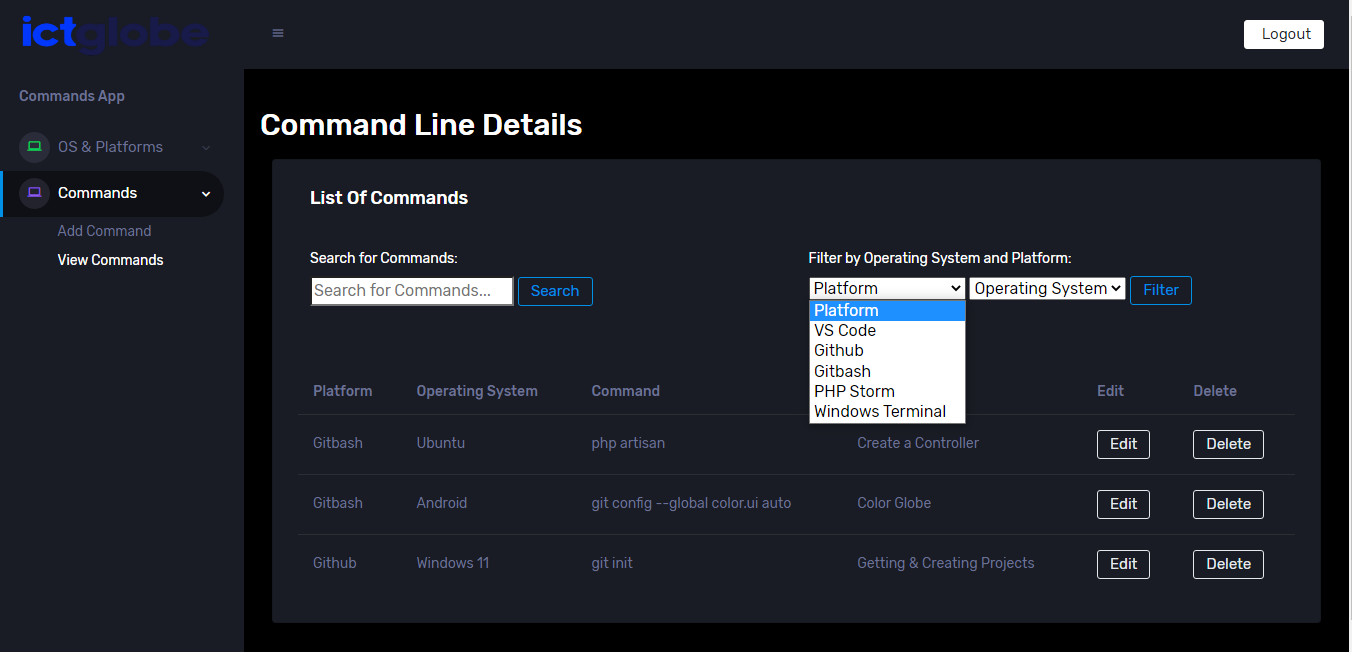 ictglobe
Logout
Commands App
OS & Platforms
Commands
Add Command
View Commands
Command Line Details
List Of Commands
Search for Commands:
Search for Commands...
Search
Filter by Operating System and Platform:
Platform
Operating System
Filter
Platform
VS Code
Github
Gitbash
PHP Storm
Windows Terminal
Platform Operating System Command Edit Delete
Gitbash Ubuntu php artisan Create a Controller Edit Delete
Gitbash Android git config --global color.ui auto Color Globe Edit Delete
Github Windows 11 git init Getting & Creating Projects Edit Delete